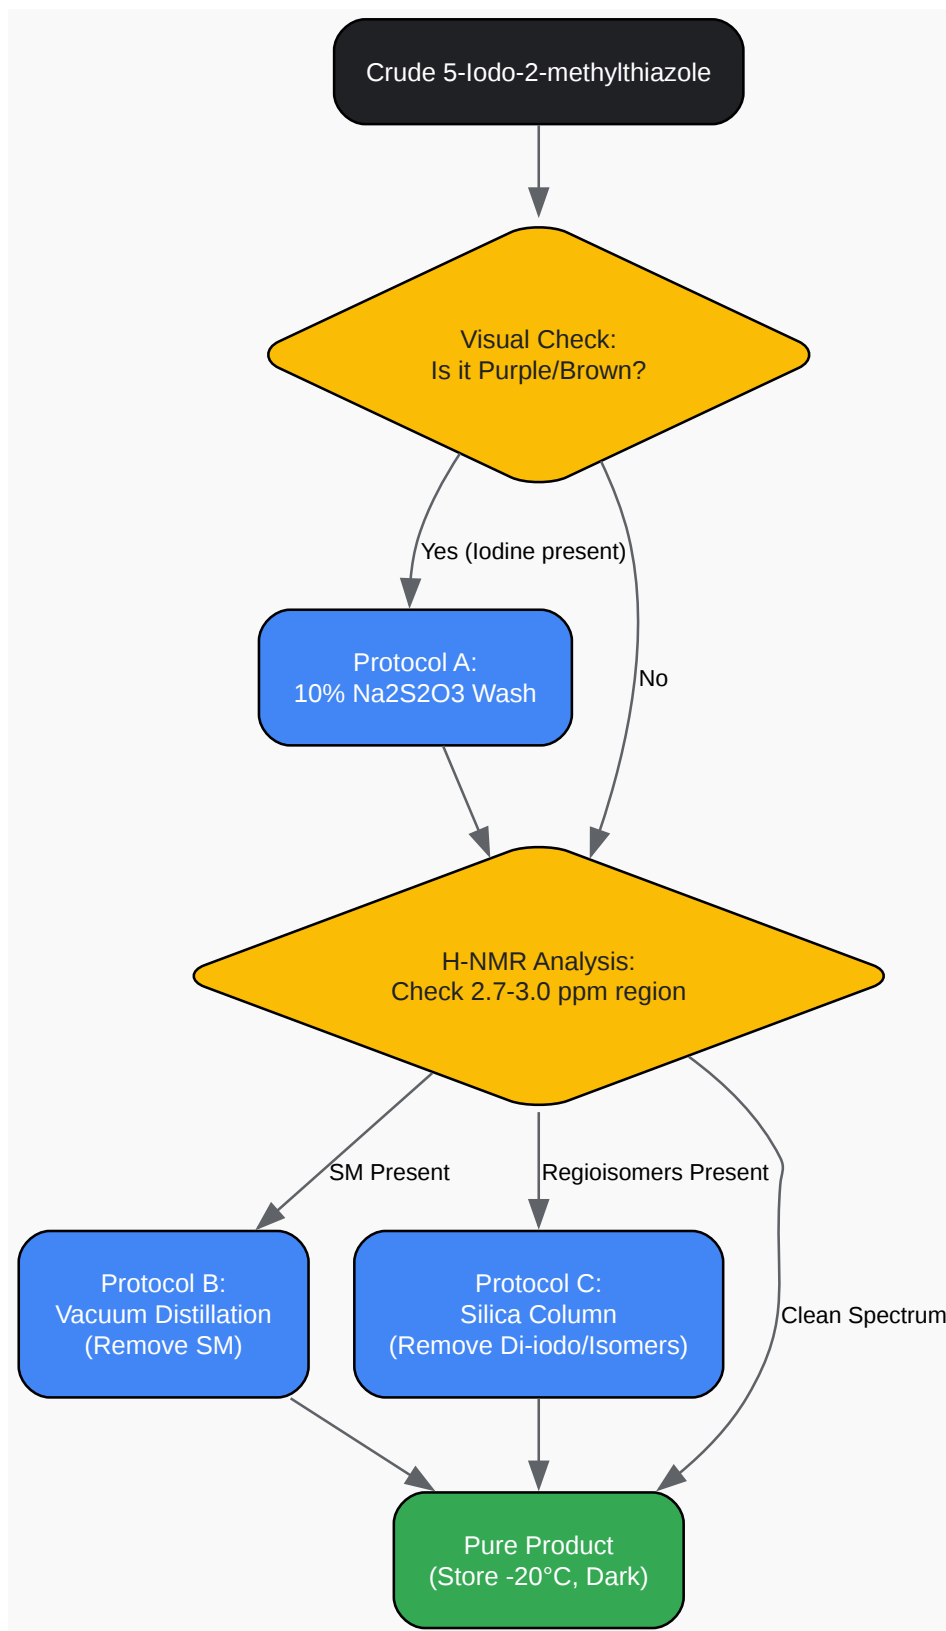 Crude 5-Iodo-2-methylthiazole
Visual Check:
Is it Purple/Brown?
Yes (Iodine present)
Protocol A:
10% Na2S2O3 Wash
No
H-NMR Analysis:
Check 2.7-3.0 ppm region
SM Present
Regioisomers Present
Protocol B:
Vacuum Distillation
(Remove SM)
Protocol C:
Silica Column
(Remove Di-iodo/Isomers)
Clean Spectrum
Pure Product
(Store -20°C, Dark)